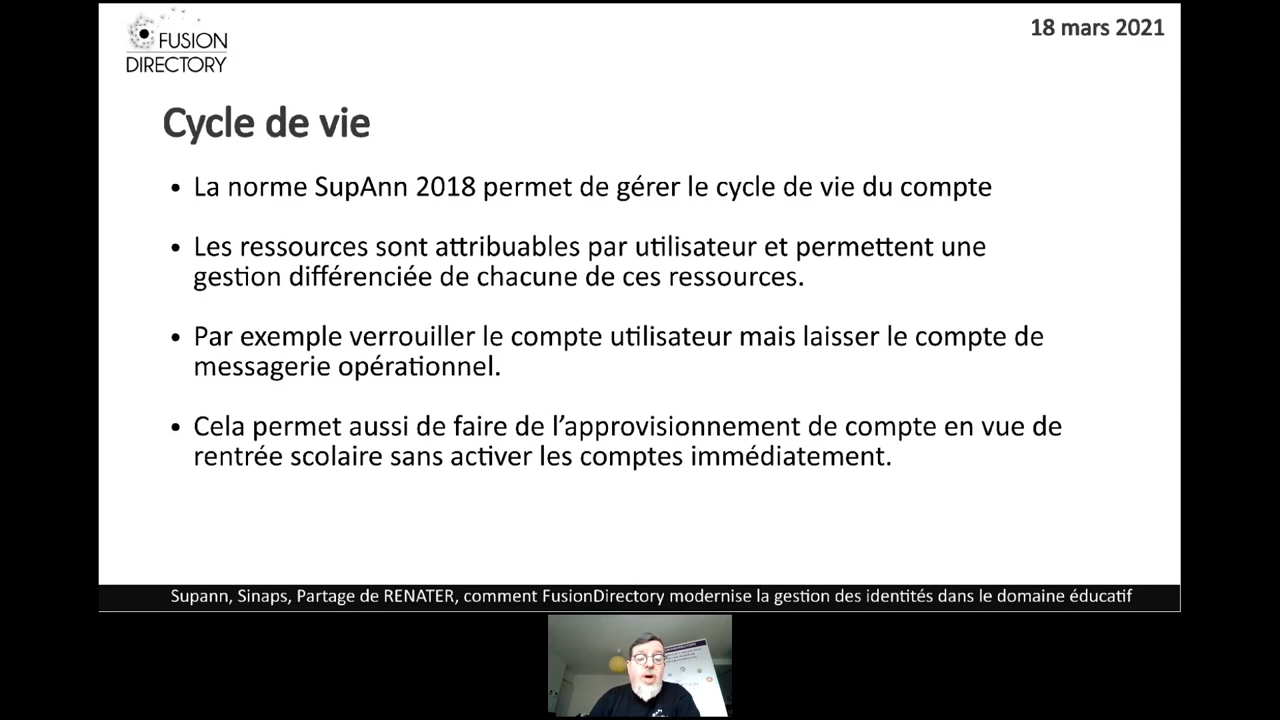 FUSION
DIRECTORY
18 mars 2021
Cycle de vie
• La norme SupAnn 2018 permet de gérer le cycle de vie du compte
• Les ressources sont attribuables par utilisateur et permettent une
gestion différenciée de chacune de ces ressources.
• Par exemple verrouiller le compte utilisateur mais laisser le compte de
messagerie opérationnel.
• Cela permet aussi de faire de l’approvisionnement de compte en vue de
rentrée scolaire sans activer les comptes immédiatement.
Supann, Sinaps, Partage de RENATER, comment FusionDirectory modernise la gestion des identités dans le domaine éducatif